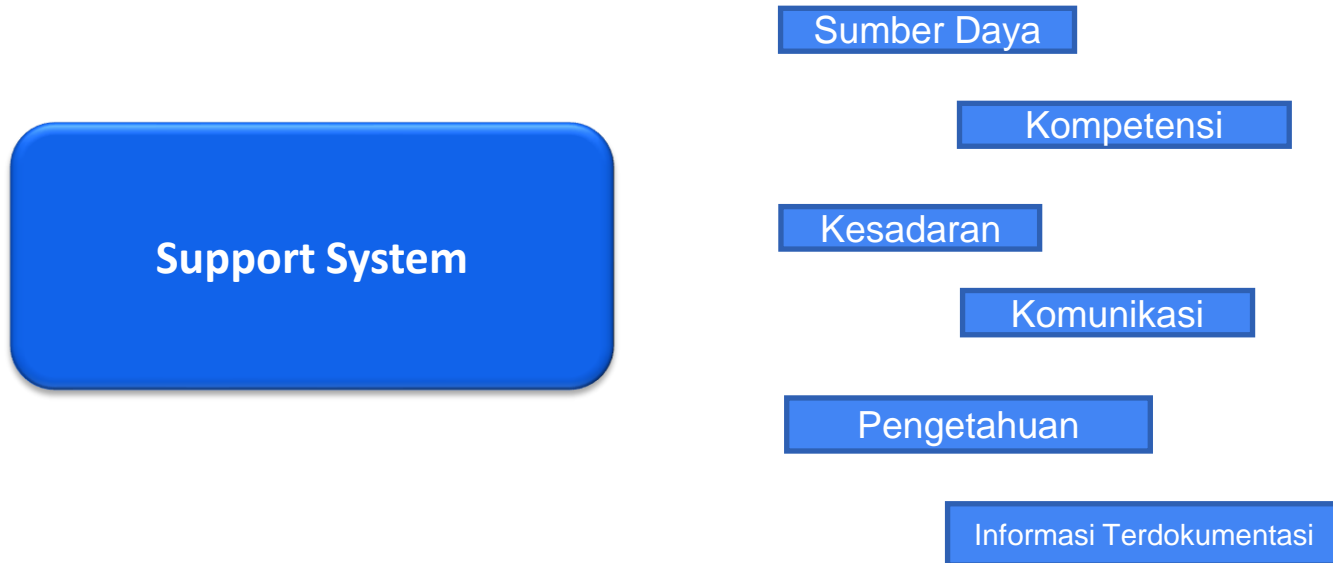 Support System
Sumber Daya
Kompetensi
Kesadaran
Komunikasi
Pengetahuan
Informasi Terdokumentasi